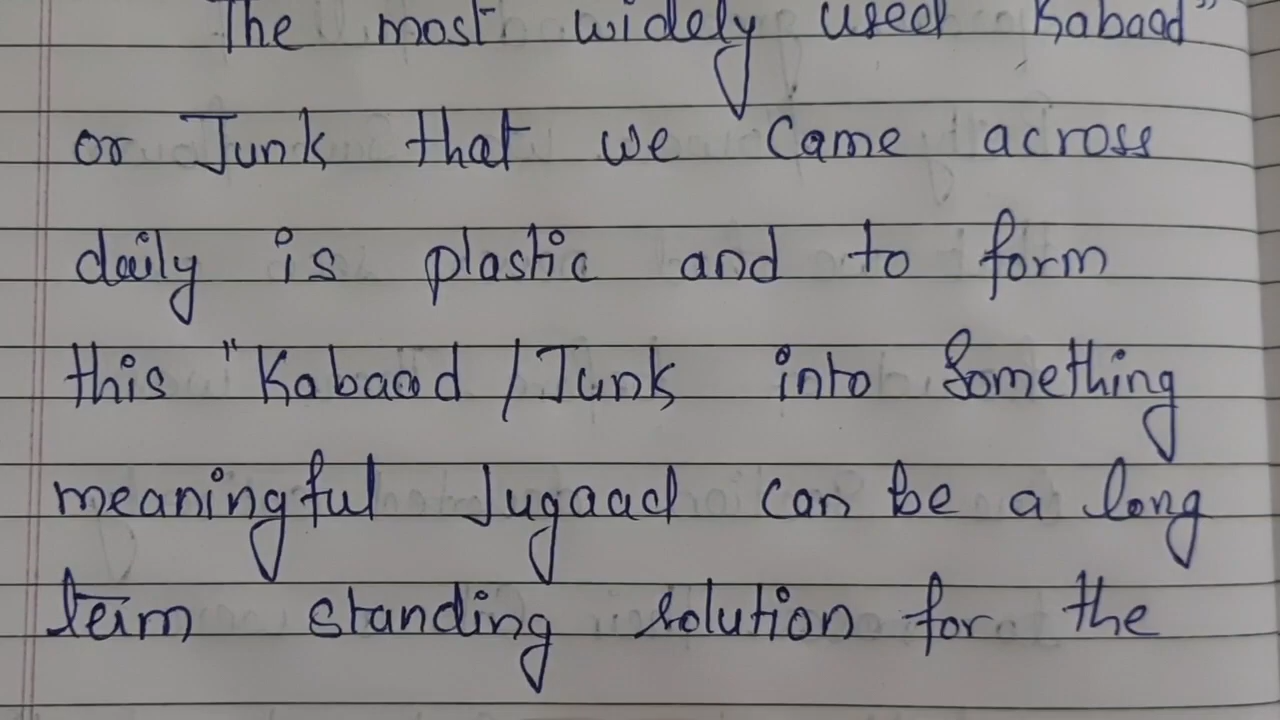 The most widely used Kabaad"
or Junk that we came across
daily is plastic and to form
this "Kabaad / Junk into Something
meaningful Jugaad can be a long
term standing solution for the